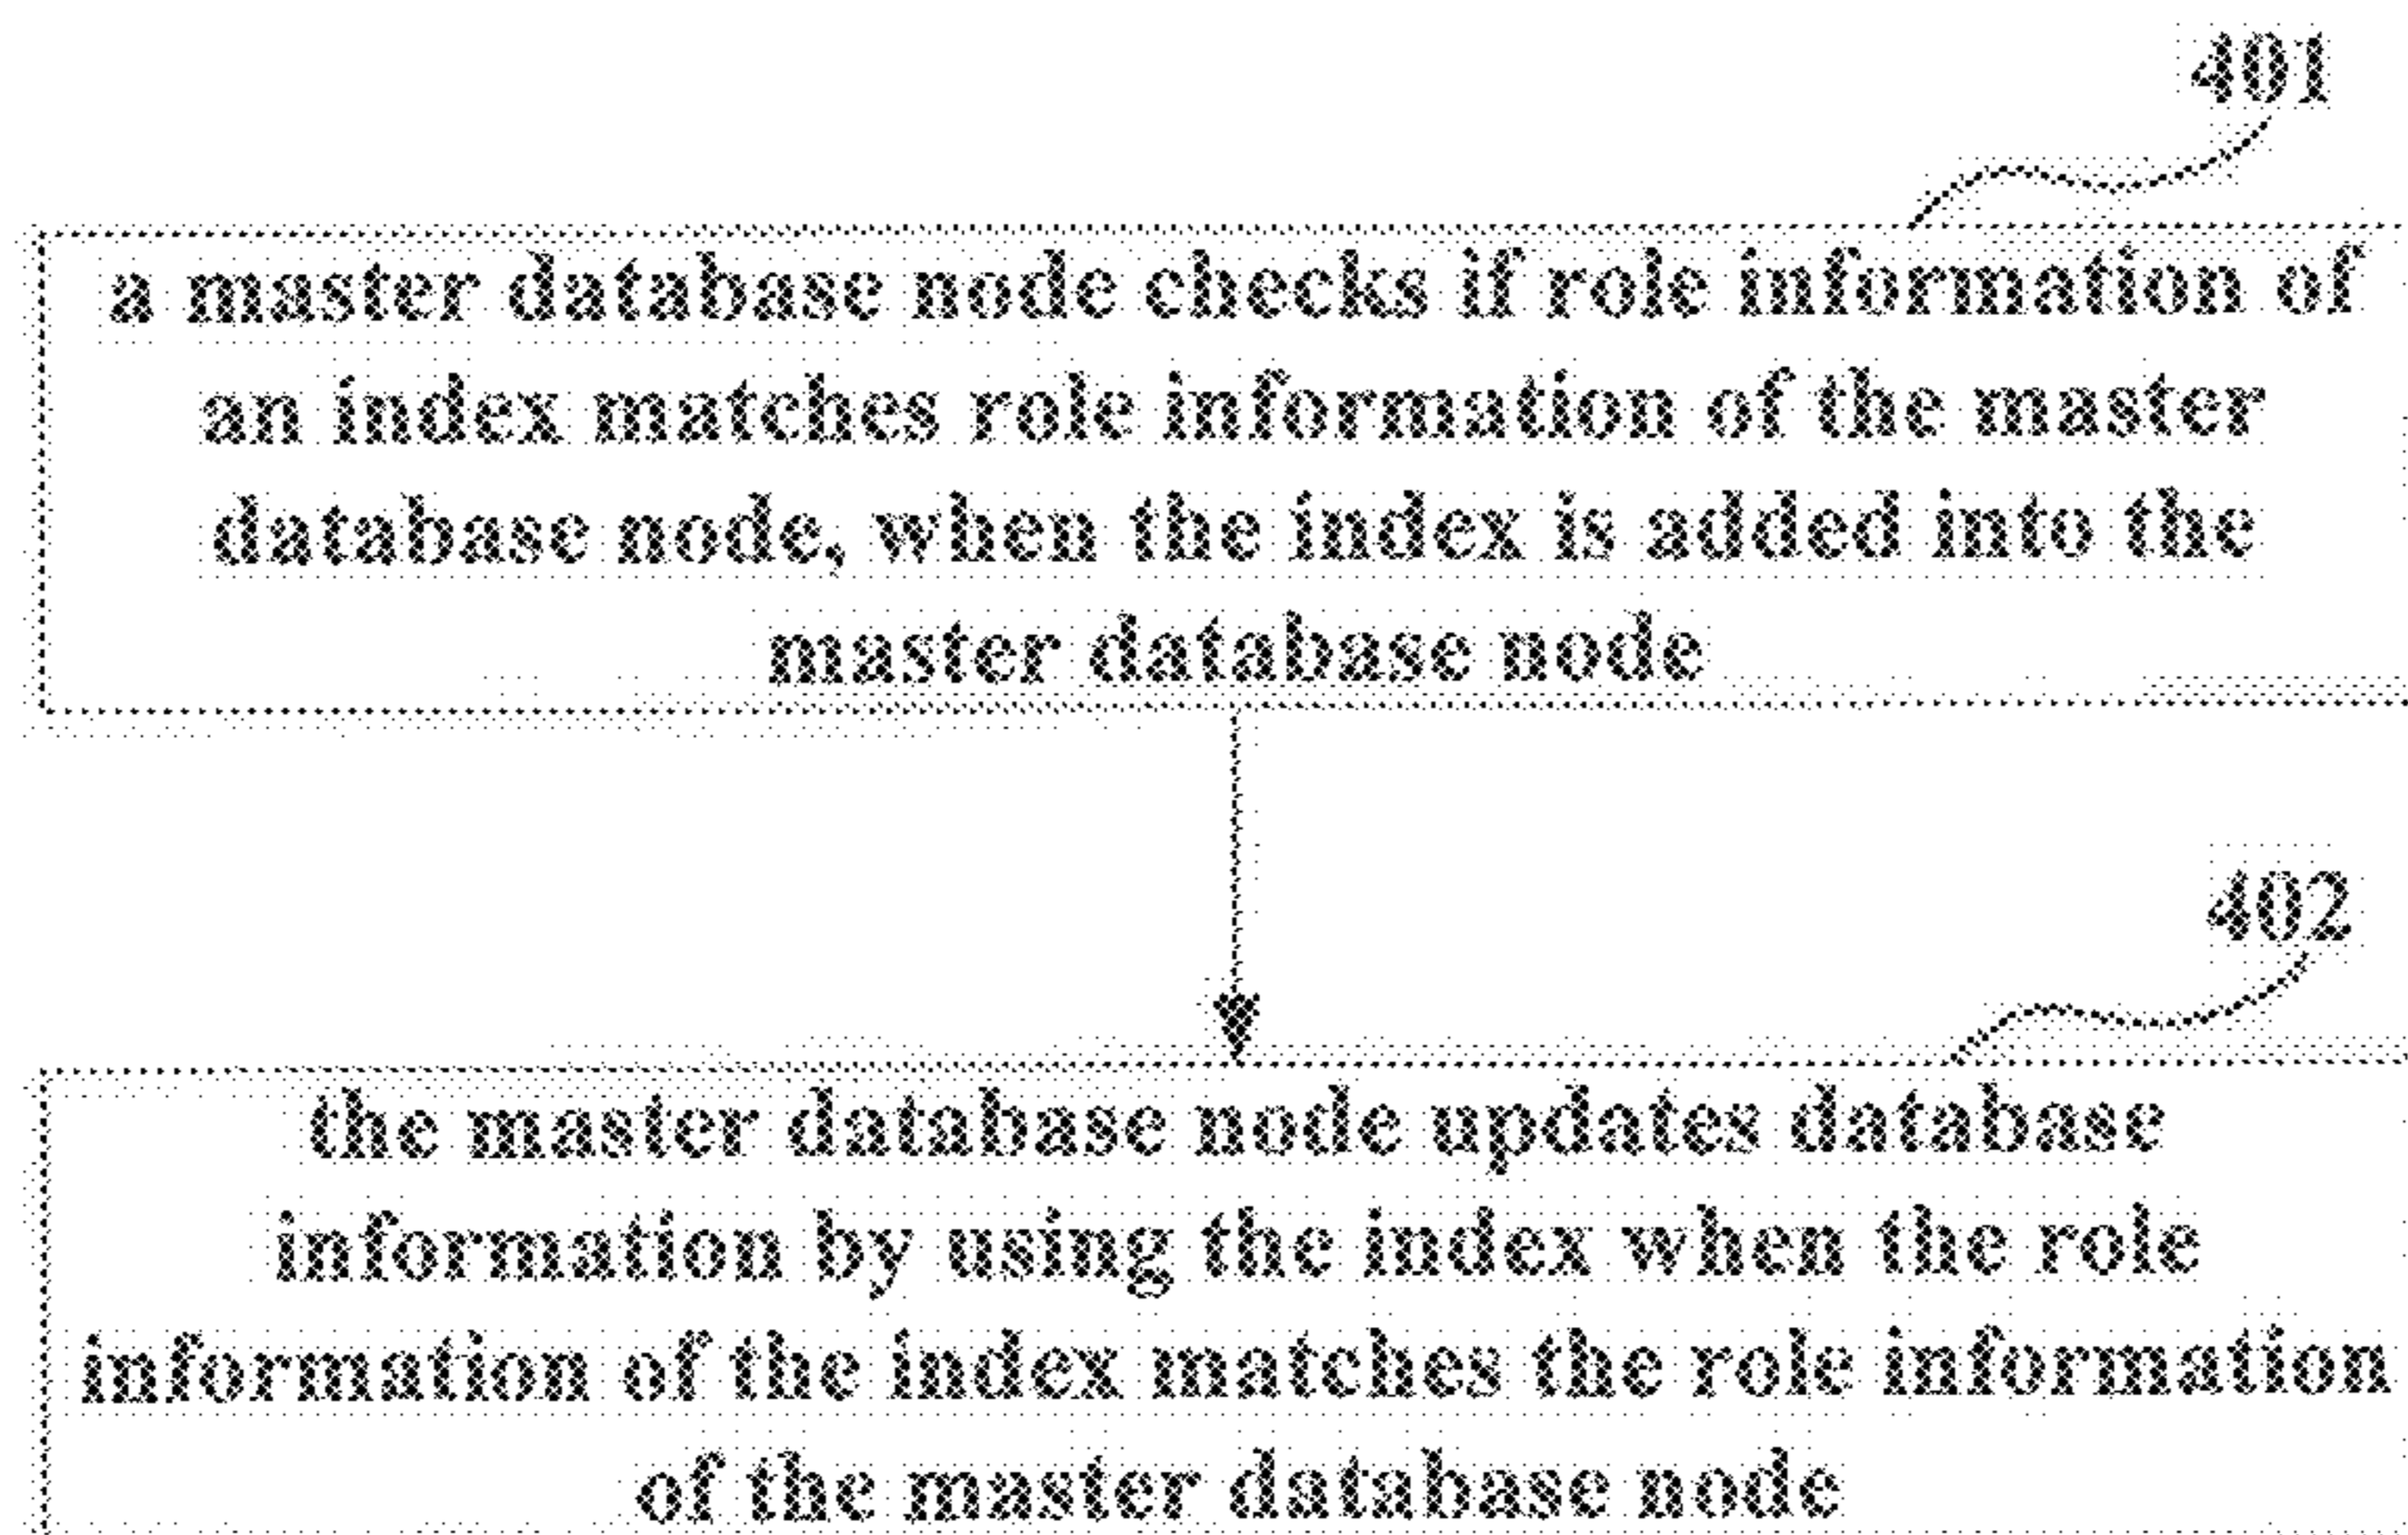 401
a master database node checks if role information of
an index matches role information of the master
database node, when the index is added into the
master database node
402
the master database node updates database
information by using the index when the role
information of the index matches the role information
of the master database node